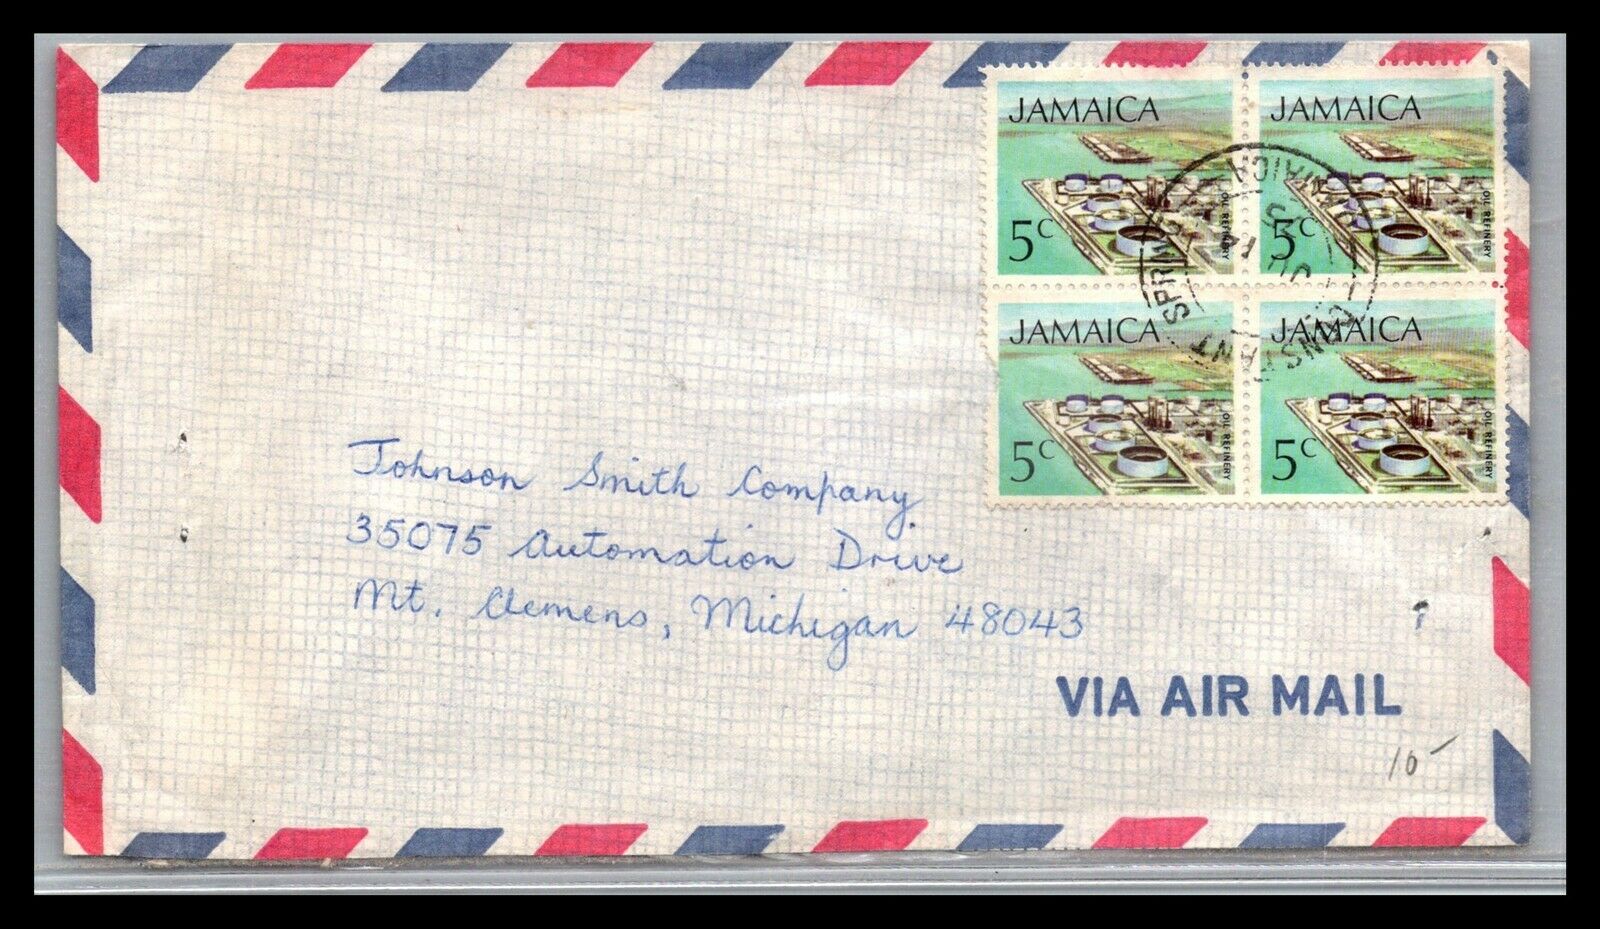 JAMAICA JAMAICA
OIL REFINERY OIL REFINERY
5c 5c
JAMAICA JAMAICA
OIL REFINERY OIL REFINERY
5c 5c
JAMAICA
Johnson Smith Company
35075 Automation Drive
Mt. Clemens, Michigan 48043
VIA AIR MAIL
10-